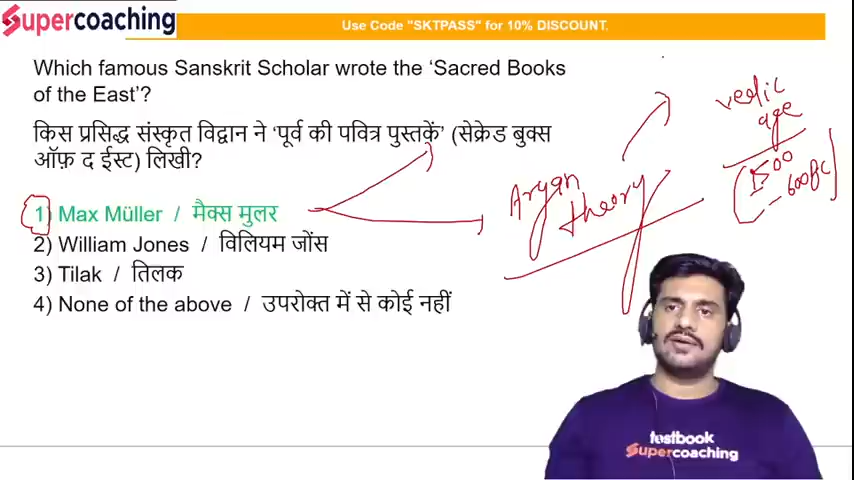 Supercoaching
Use Code "SKTPASS" for 10% DISCOUNT.
Which famous Sanskrit Scholar wrote the ‘Sacred Books
of the East’?
किस प्रसिद्ध संस्कृत विद्वान ने 'पूर्व की पवित्र पुस्तकें' (सेक्रेड बुक्स
ऑफ़ द ईस्ट) लिखी?
1) Max Müller / मैक्स मुलर
2) William Jones / विलियम जोंस
3) Tilak / तिलक
4) None of the above / उपरोक्त में से कोई नहीं
Aryan
theory
vedic
age
1500
600BC
testbook
Supercoaching